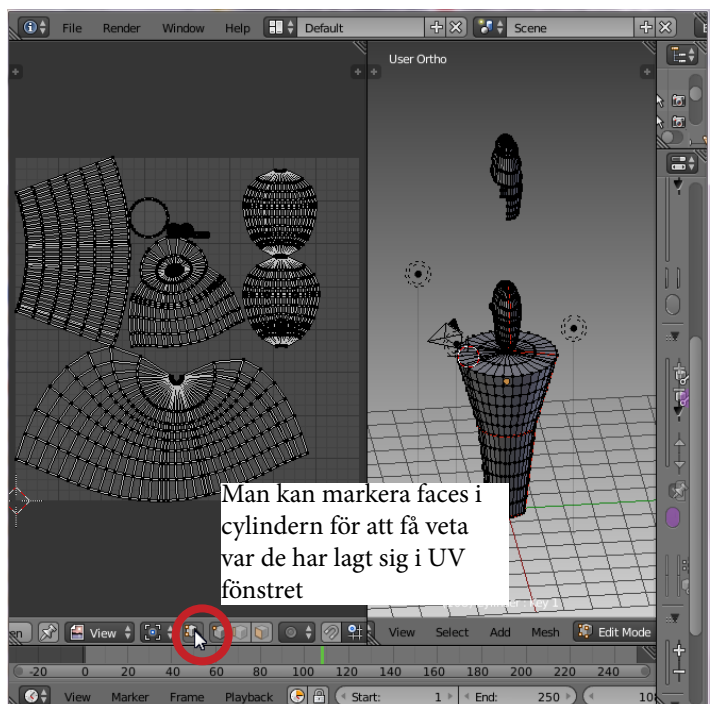 File Render Window Help Default Scene
User Ortho
Man kan markera faces i
cylindern för att få veta
var de har lagt sig i UV
fönstret
View
View Select Add Mesh Edit Mode
-20 0 20 40 60 80 100 120 140 160 180 200 220 240
View Marker Frame Playback Start: 1 End: 250